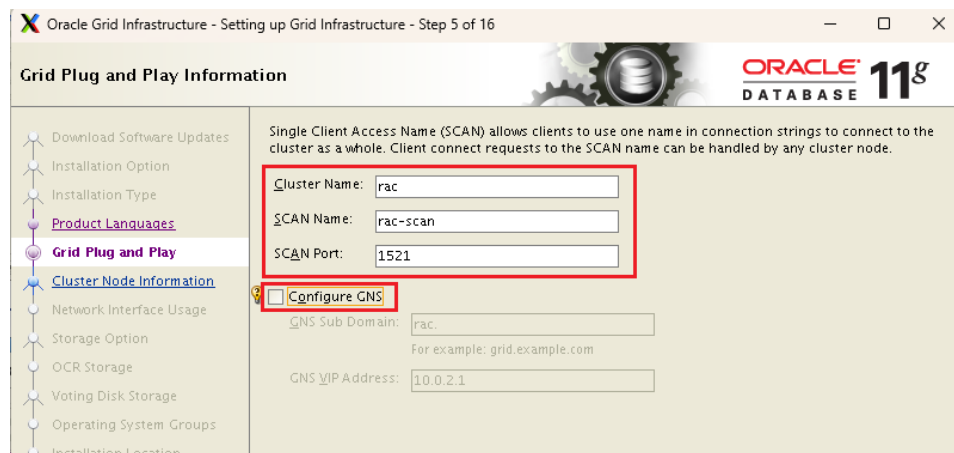 Oracle Grid Infrastructure - Setting up Grid Infrastructure - Step 5 of 16
Grid Plug and Play Information
ORACLE
DATABASE
11g
Download Software Updates
Installation Option
Installation Type
Product Languages
Grid Plug and Play
Cluster Node Information
Network Interface Usage
Storage Option
OCR Storage
Voting Disk Storage
Operating System Groups
Installation Location
Single Client Access Name (SCAN) allows clients to use one name in connection strings to connect to the
cluster as a whole. Client connect requests to the SCAN name can be handled by any cluster node.
Cluster Name: rac
SCAN Name: rac-scan
SCAN Port: 1521
Configure GNS
GNS Sub Domain: rac.
For example: grid.example.com
GNS VIP Address: 10.0.2.1